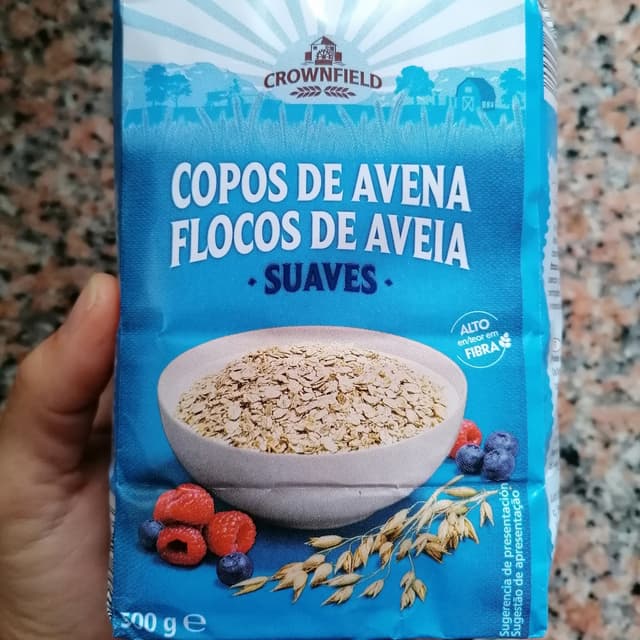 CROWNFIELD
COPOS DE AVENA
FLOCOS DE AVEIA
· SUAVES ·
ALTO
en/teor em
FIBRA
Sugerencia de presentación
Sugestão de apresentação
500 g e